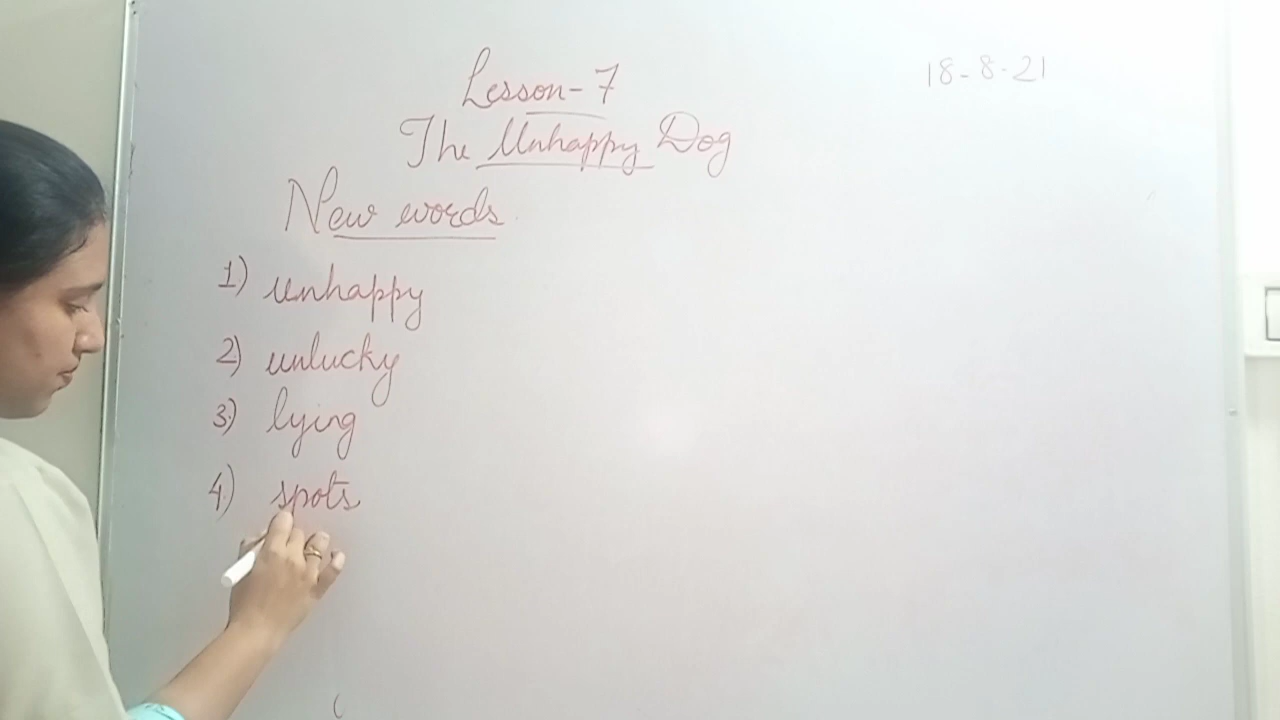 18-8-21
Lesson-7
The Unhappy Dog
New words
1) unhappy
2) unlucky
3) lying
4) spots